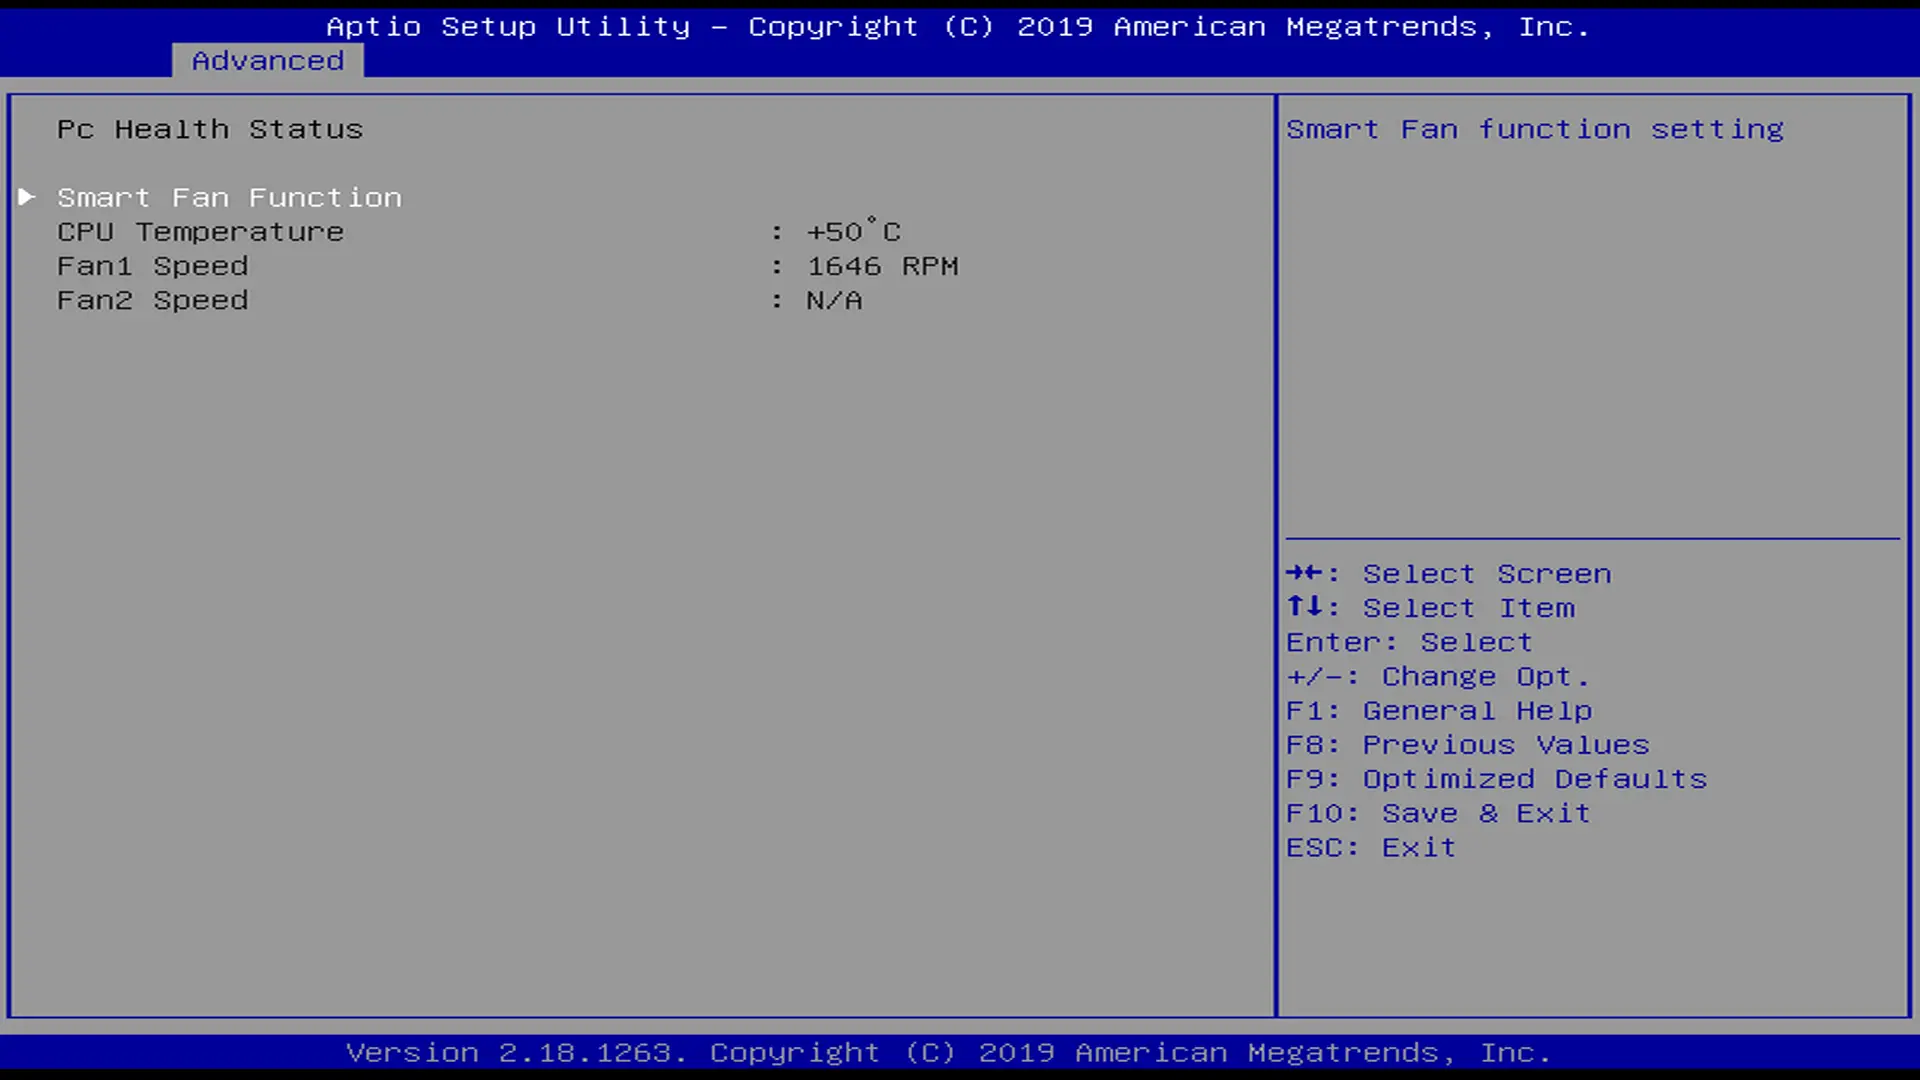 Aptio Setup Utility – Copyright (C) 2019 American Megatrends, Inc.
Advanced
Pc Health Status
Smart Fan Function
CPU Temperature : +50°C
Fan1 Speed : 1646 RPM
Fan2 Speed : N/A
Smart Fan function setting
→←: Select Screen
↑↓: Select Item
Enter: Select
+/-: Change Opt.
F1: General Help
F8: Previous Values
F9: Optimized Defaults
F10: Save & Exit
ESC: Exit
Version 2.18.1263. Copyright (C) 2019 American Megatrends, Inc.